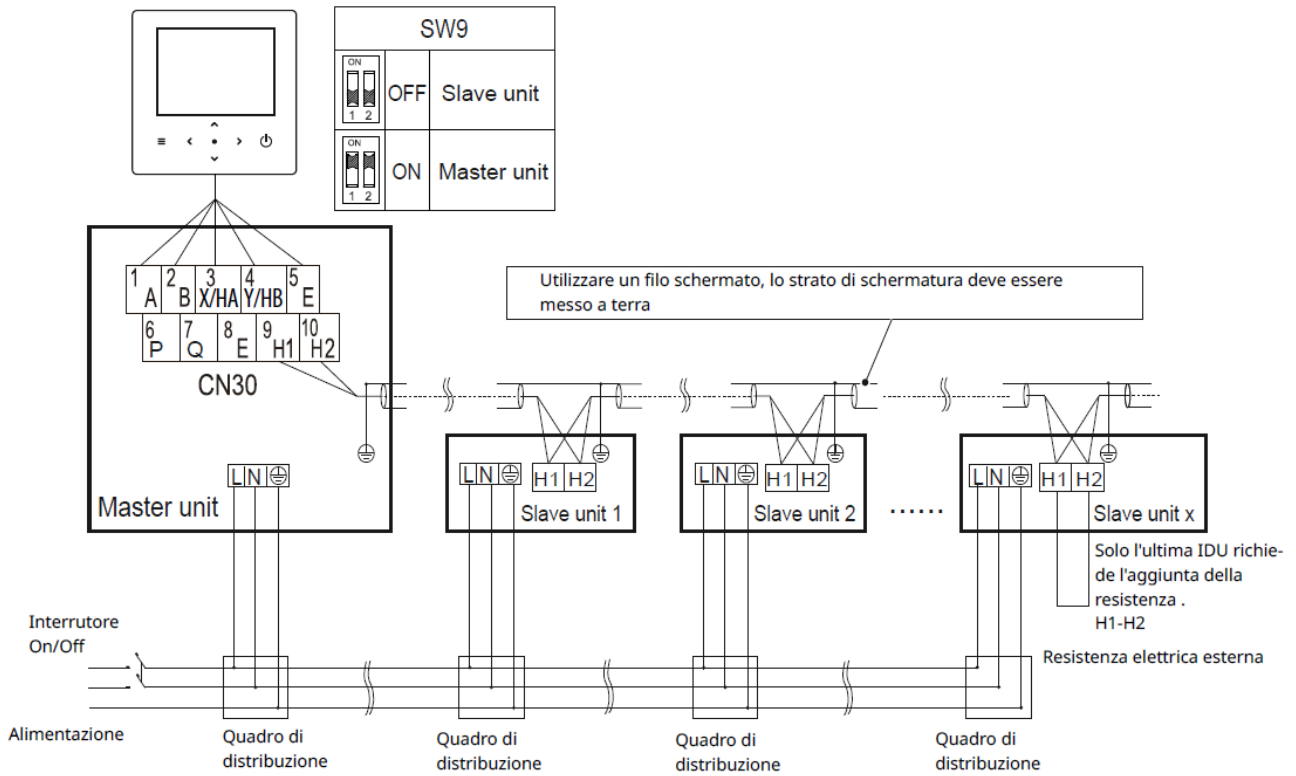 SW9
ON
1 2
OFF
Slave unit
ON
1 2
ON
Master unit
1 A
2 B
3 X/HA
4 Y/HB
5 E
6 P
7 Q
8 E
9 H1
10 H2
CN30
Utilizzare un filo schermato, lo strato di schermatura deve essere
messo a terra
L N
Master unit
L N
H1 H2
Slave unit 1
L N
H1 H2
Slave unit 2
......
L N
H1 H2
Slave unit x
Solo l'ultima IDU richie-
de l'aggiunta della
resistenza .
H1-H2
Interrutore
On/Off
Resistenza elettrica esterna
Alimentazione
Quadro di
distribuzione
Quadro di
distribuzione
Quadro di
distribuzione
Quadro di
distribuzione